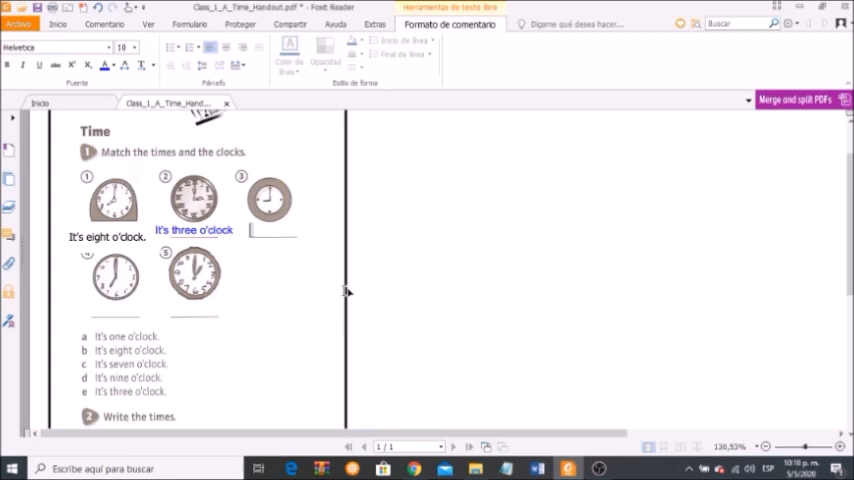 Class_1_A_Time_Handout.pdf * - Foxit Reader
Herramientas de texto libre
Archivo
Inicio
Comentario
Ver
Formulario
Proteger
Compartir
Ayuda
Extras
Formato de comentario
Dígame qué desea hacer...
Buscar
Helvetica
10
Fuente
Párrafo
Color de línea
Opacidad
Inicio de línea
Final de línea
Estilo de forma
Inicio
Class_1_A_Time_Hand...
Merge and split PDFs
Time
1 Match the times and the clocks.
1
2
3
It's eight o'clock.
It's three o'clock
4
5
a It's one o'clock.
b It's eight o'clock.
c It's seven o'clock.
d It's nine o'clock.
e It's three o'clock.
2 Write the times.
1 / 1
130,53%
Escribe aquí para buscar
ESP
10:10 p. m.
5/5/2020